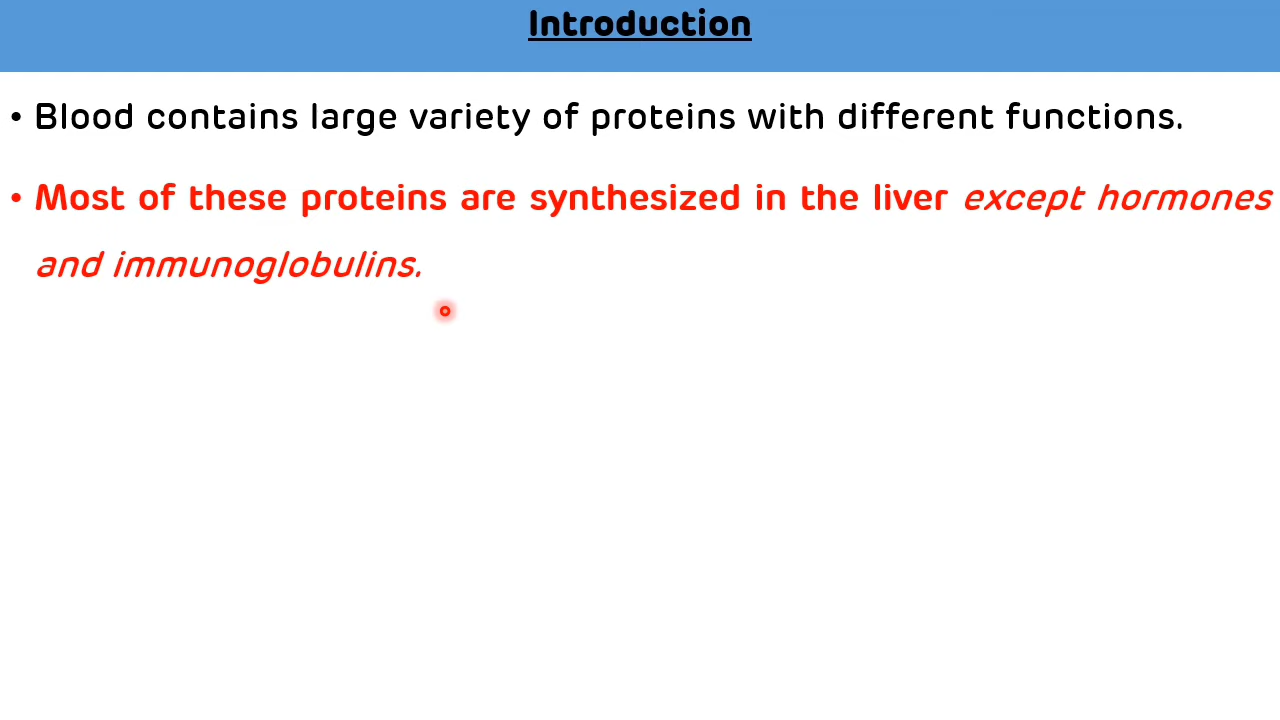 Introduction
• Blood contains large variety of proteins with different functions.
• Most of these proteins are synthesized in the liver except hormones
and immunoglobulins.